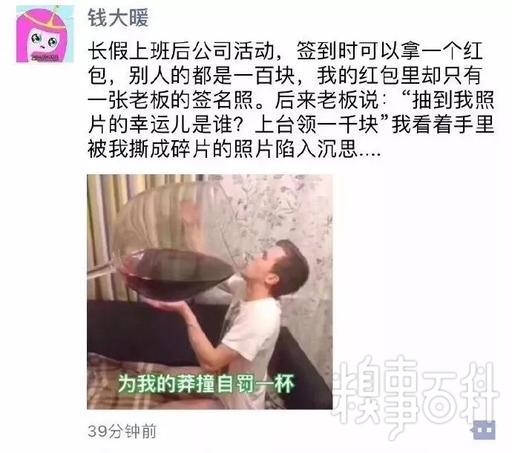 钱大暖
长假上班后公司活动，签到时可以拿一个红
包，别人的都是一百块，我的红包里却只有
一张老板的签名照。后来老板说：“抽到我照
片的幸运儿是谁？上台领一千块”我看着手里
被我撕成碎片的照片陷入沉思....
为我的莽撞自罚一杯
糗事百科
39分钟前